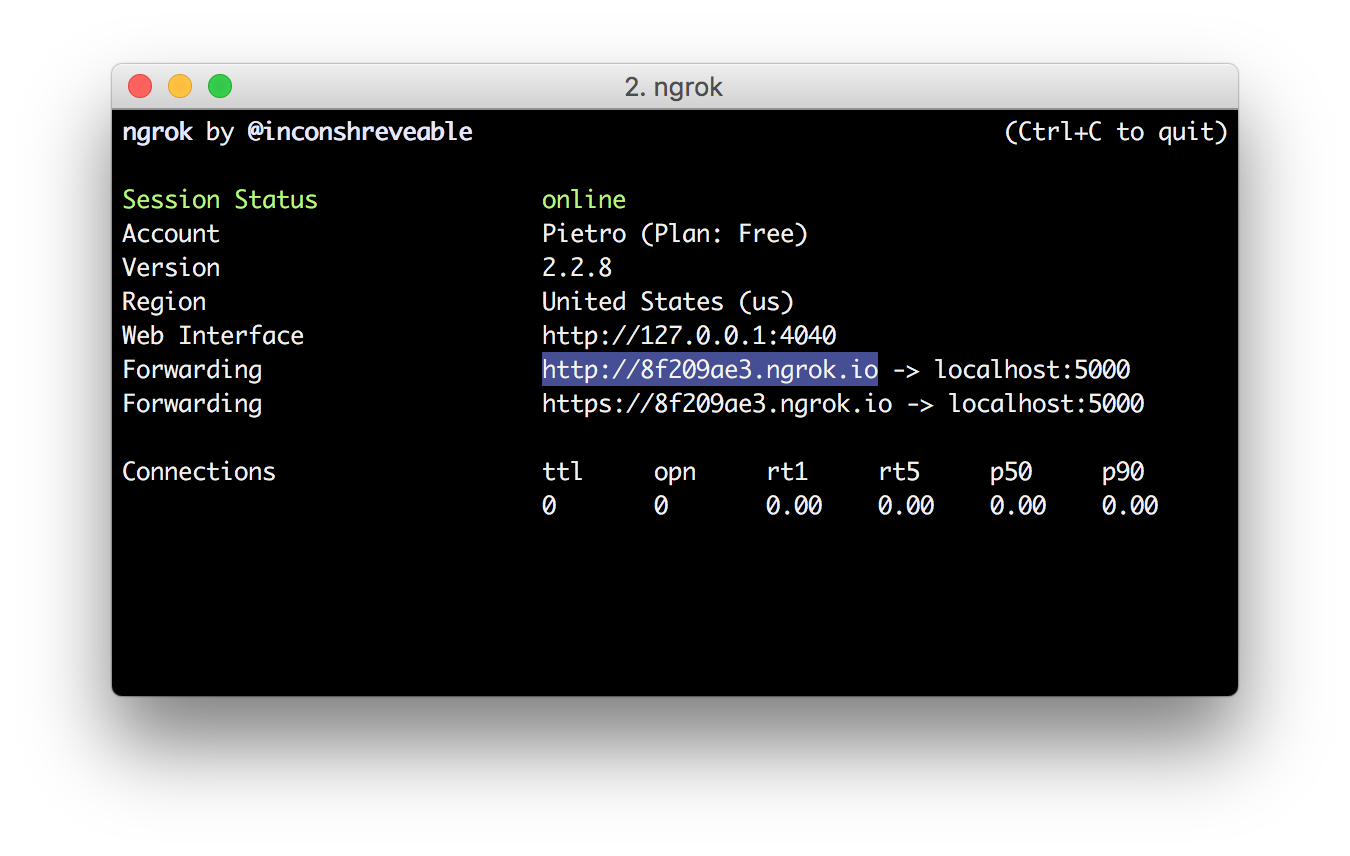 2. ngrok
ngrok by @inconshreveable (Ctrl+C to quit)
Session Status online
Account Pietro (Plan: Free)
Version 2.2.8
Region United States (us)
Web Interface http://127.0.0.1:4040
Forwarding http://8f209ae3.ngrok.io -> localhost:5000
Forwarding https://8f209ae3.ngrok.io -> localhost:5000
Connections ttl opn rt1 rt5 p50 p90
0 0 0.00 0.00 0.00 0.00